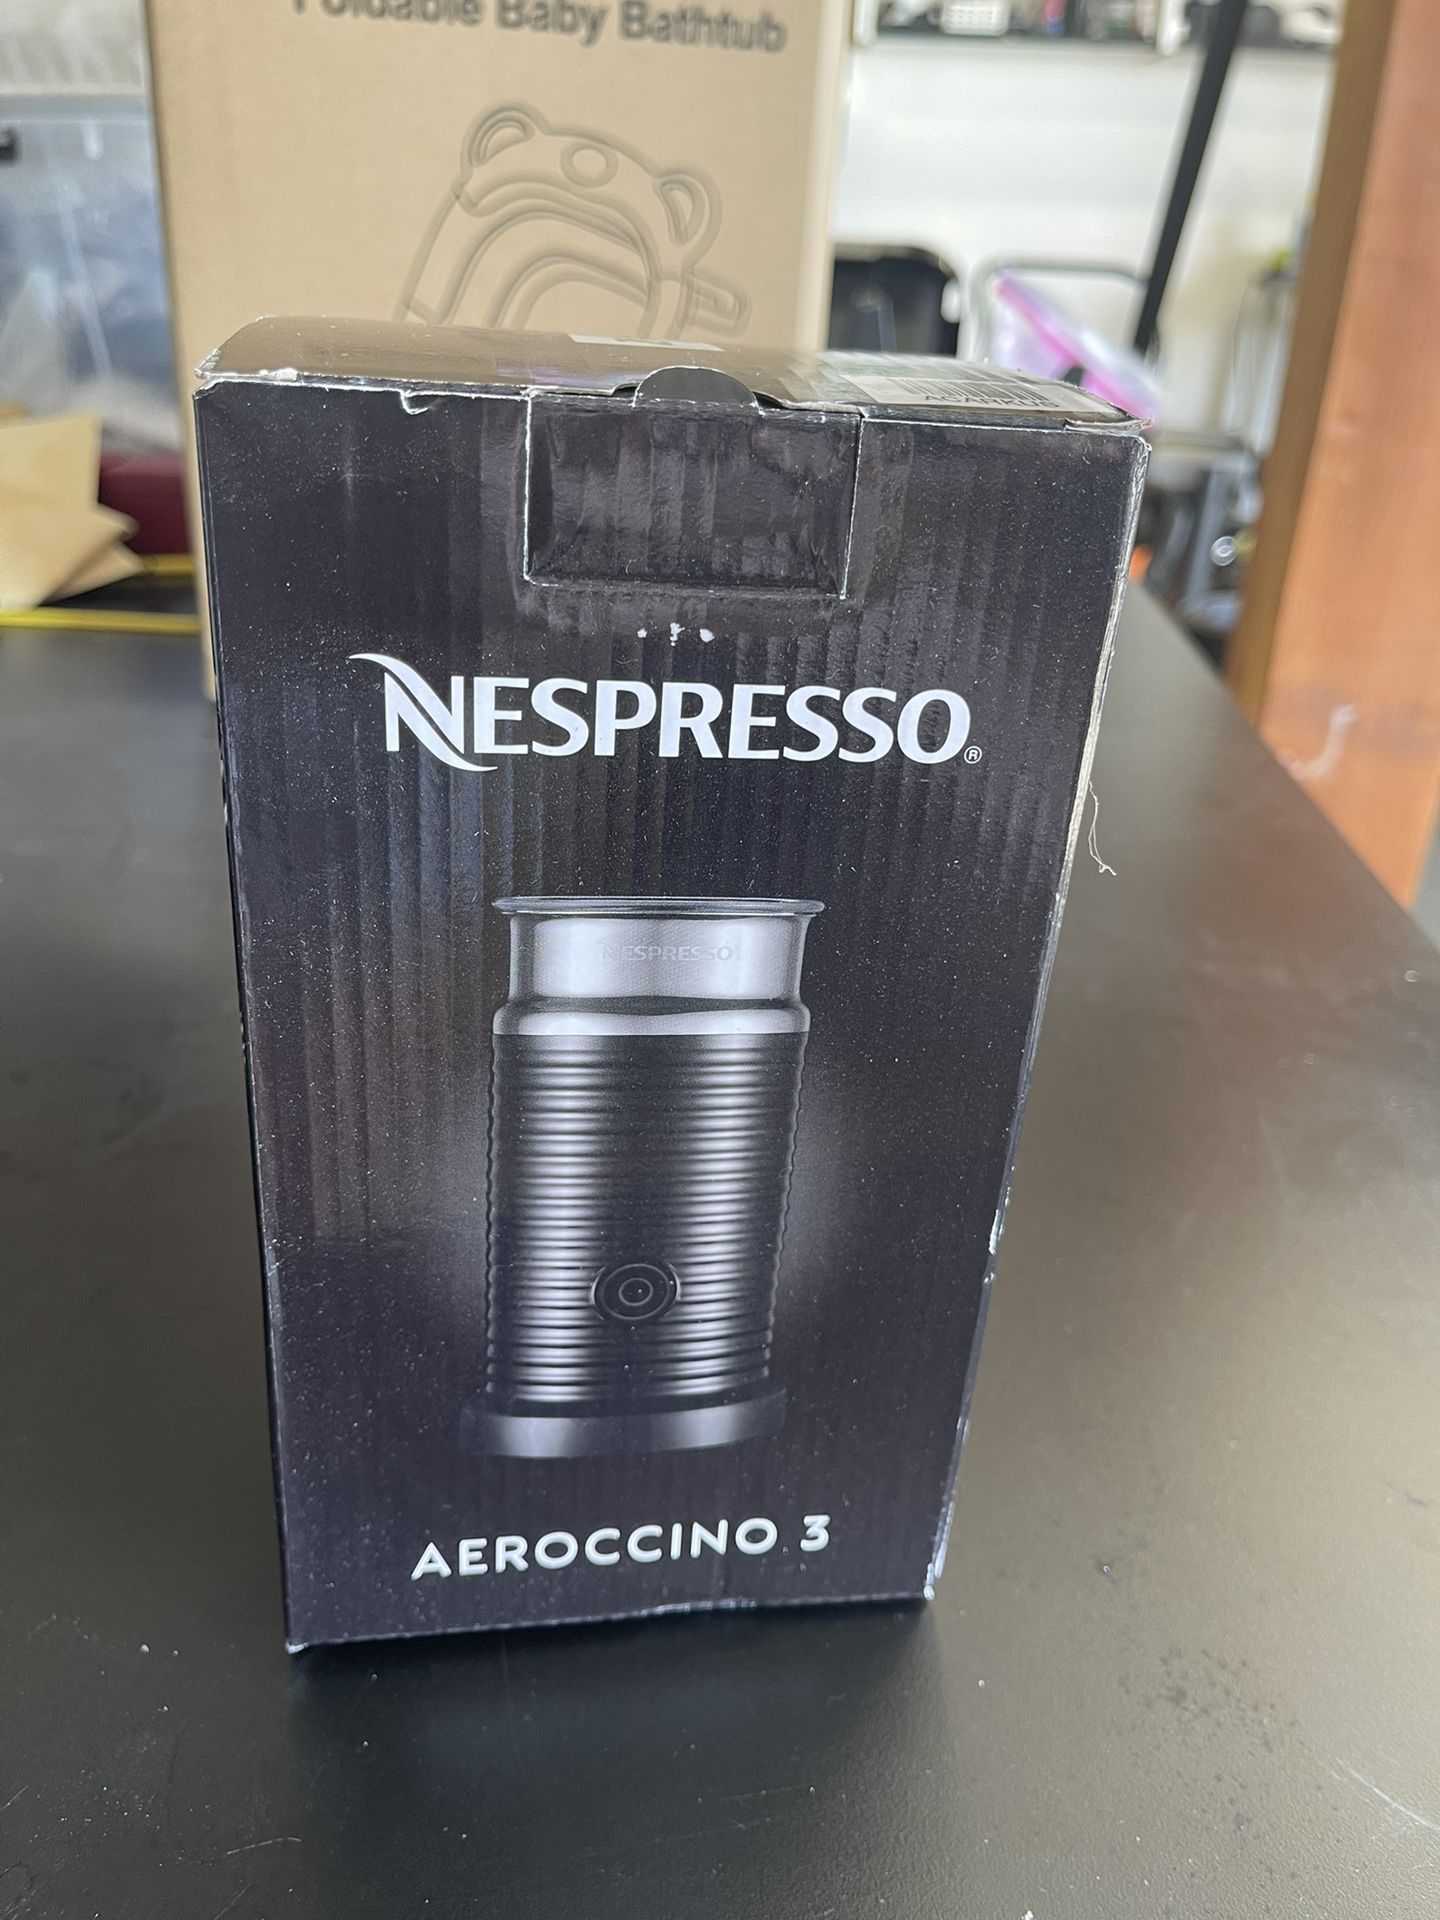 Foldable Baby Bathtub
NESPRESSO®
NESPRESSO
AEROCCINO 3